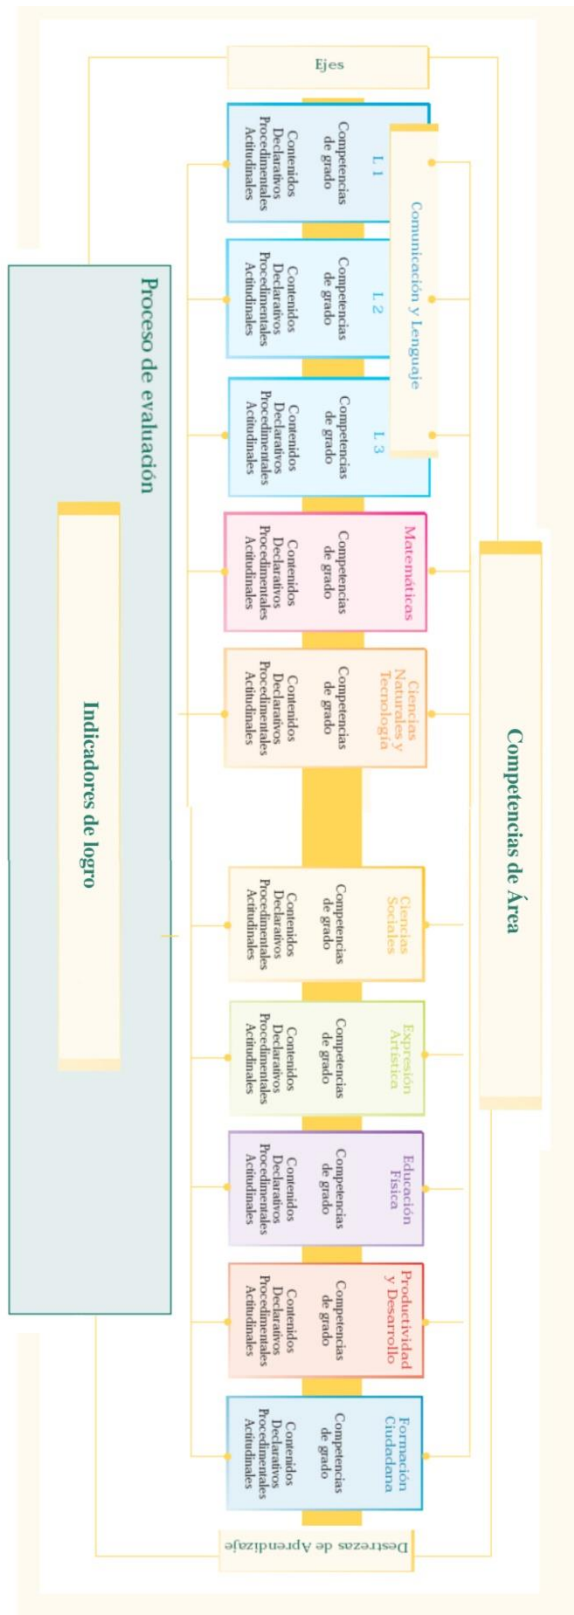 Competencias de Área
Ejes
Comunicación y Lenguaje
L 1
Competencias
de grado
Contenidos
Declarativos
Procedimentales
Actitudinales
L 2
Competencias
de grado
Contenidos
Declarativos
Procedimentales
Actitudinales
L 3
Competencias
de grado
Contenidos
Declarativos
Procedimentales
Actitudinales
Matemáticas
Competencias
de grado
Contenidos
Declarativos
Procedimentales
Actitudinales
Ciencias
Naturales y
Tecnología
Competencias
de grado
Contenidos
Declarativos
Procedimentales
Actitudinales
Ciencias
Sociales
Competencias
de grado
Contenidos
Declarativos
Procedimentales
Actitudinales
Expresión
Artística
Competencias
de grado
Contenidos
Declarativos
Procedimentales
Actitudinales
Educación
Física
Competencias
de grado
Contenidos
Declarativos
Procedimentales
Actitudinales
Productividad
y Desarrollo
Competencias
de grado
Contenidos
Declarativos
Procedimentales
Actitudinales
Formación
Ciudadana
Competencias
de grado
Contenidos
Declarativos
Procedimentales
Actitudinales
Destrezas de Aprendizaje
Proceso de evaluación
Indicadores de logro